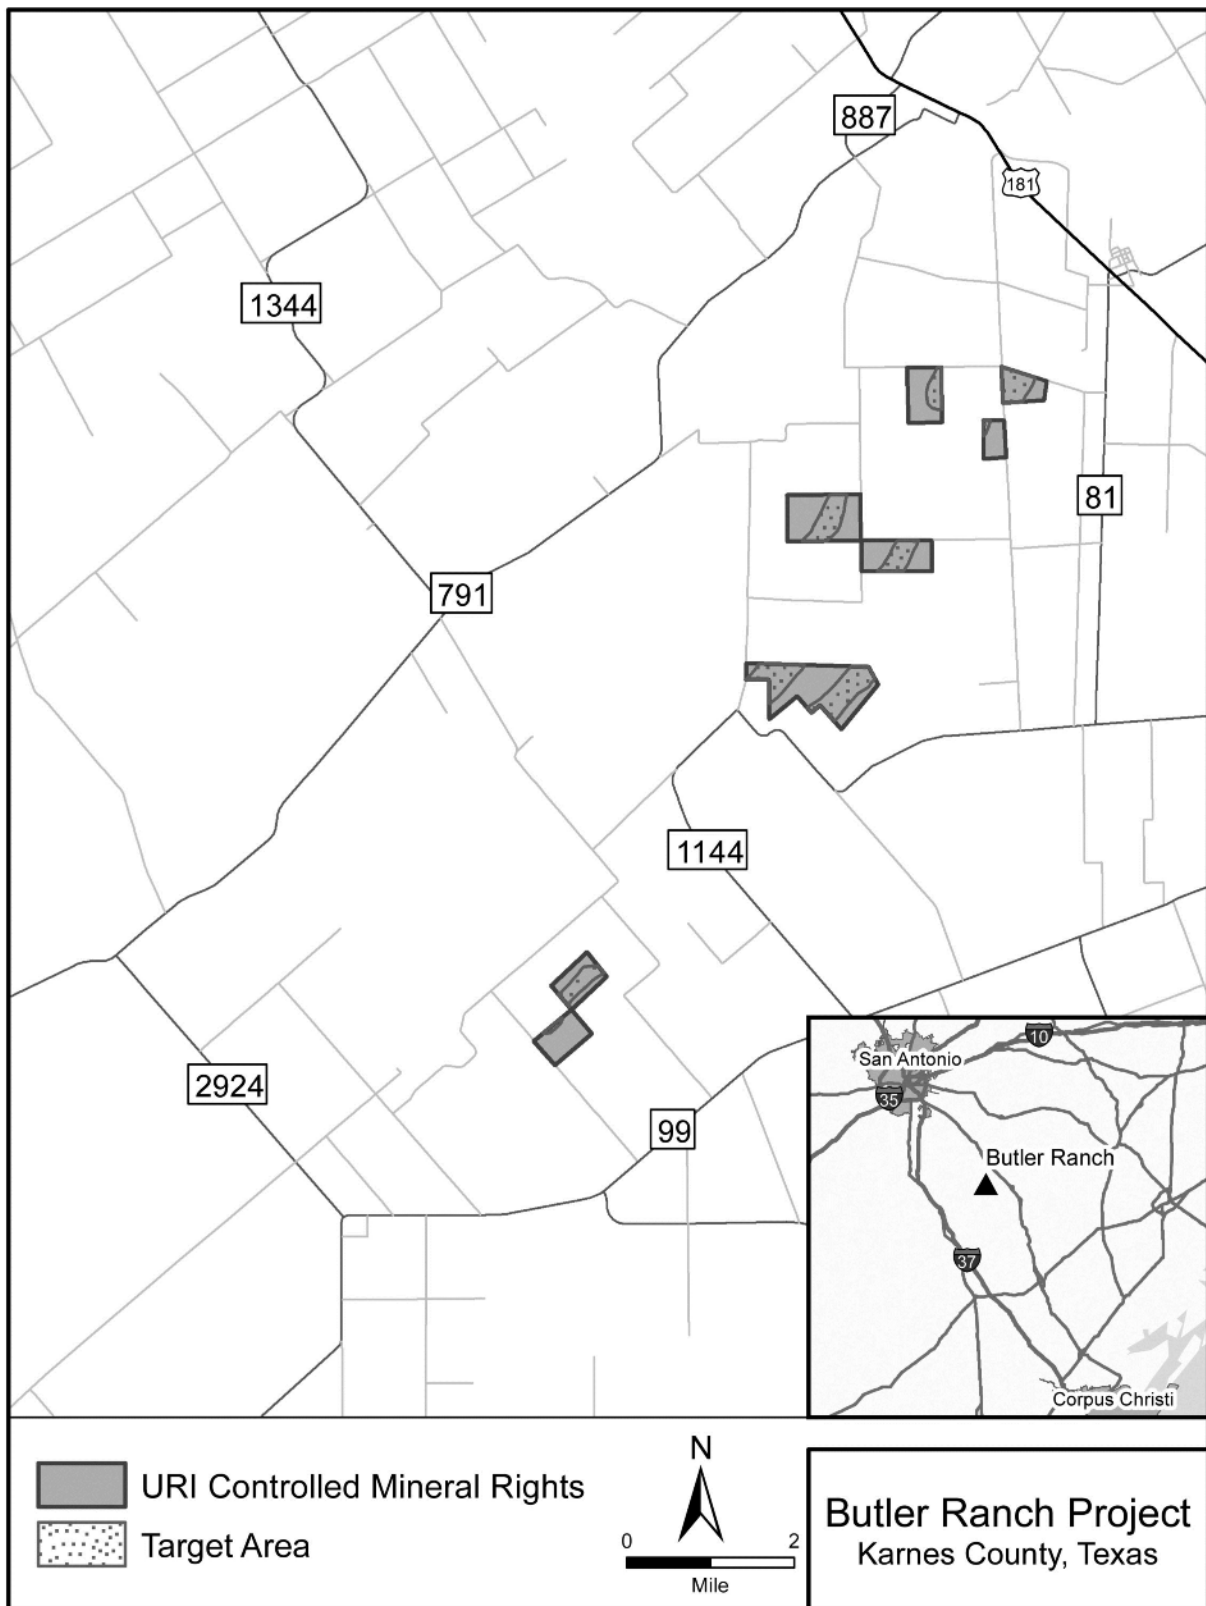 887
181
1344
81
791
1144
2924
99
10
San Antonio
35
Butler Ranch
37
Corpus Christi
URI Controlled Mineral Rights
Target Area
N
0 2
Mile
Butler Ranch Project
Karnes County, Texas